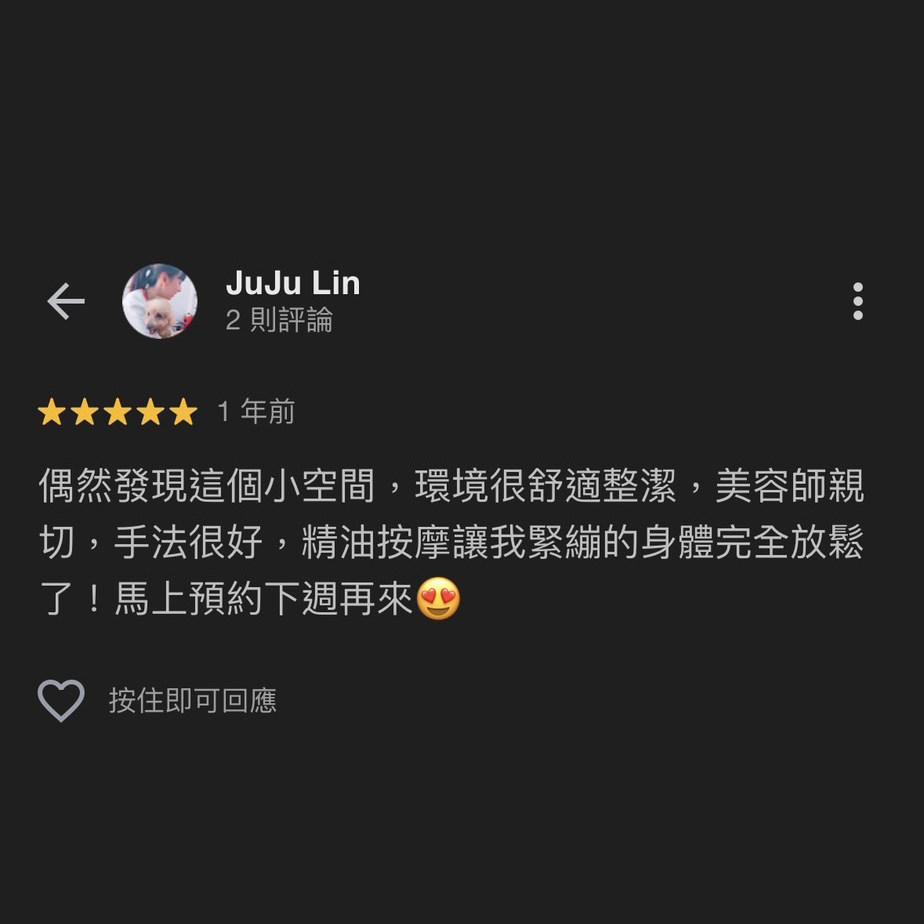 JuJu Lin
2 則評論
1 年前
偶然發現這個小空間，環境很舒適整潔，美容師親
切，手法很好，精油按摩讓我緊繃的身體完全放鬆
了！馬上預約下週再來😍
按住即可回應